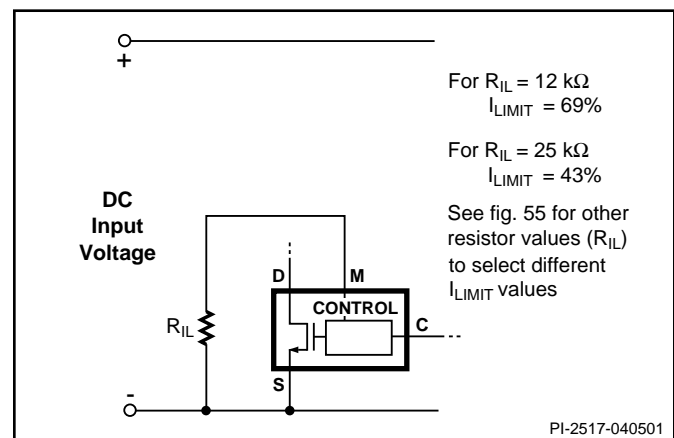 +
For R_IL = 12 kΩ
I_LIMIT = 69%
For R_IL = 25 kΩ
I_LIMIT = 43%
See fig. 55 for other
resistor values (R_IL)
to select different
I_LIMIT values
DC
Input
Voltage
D
M
CONTROL
C
R_IL
S
-
PI-2517-040501